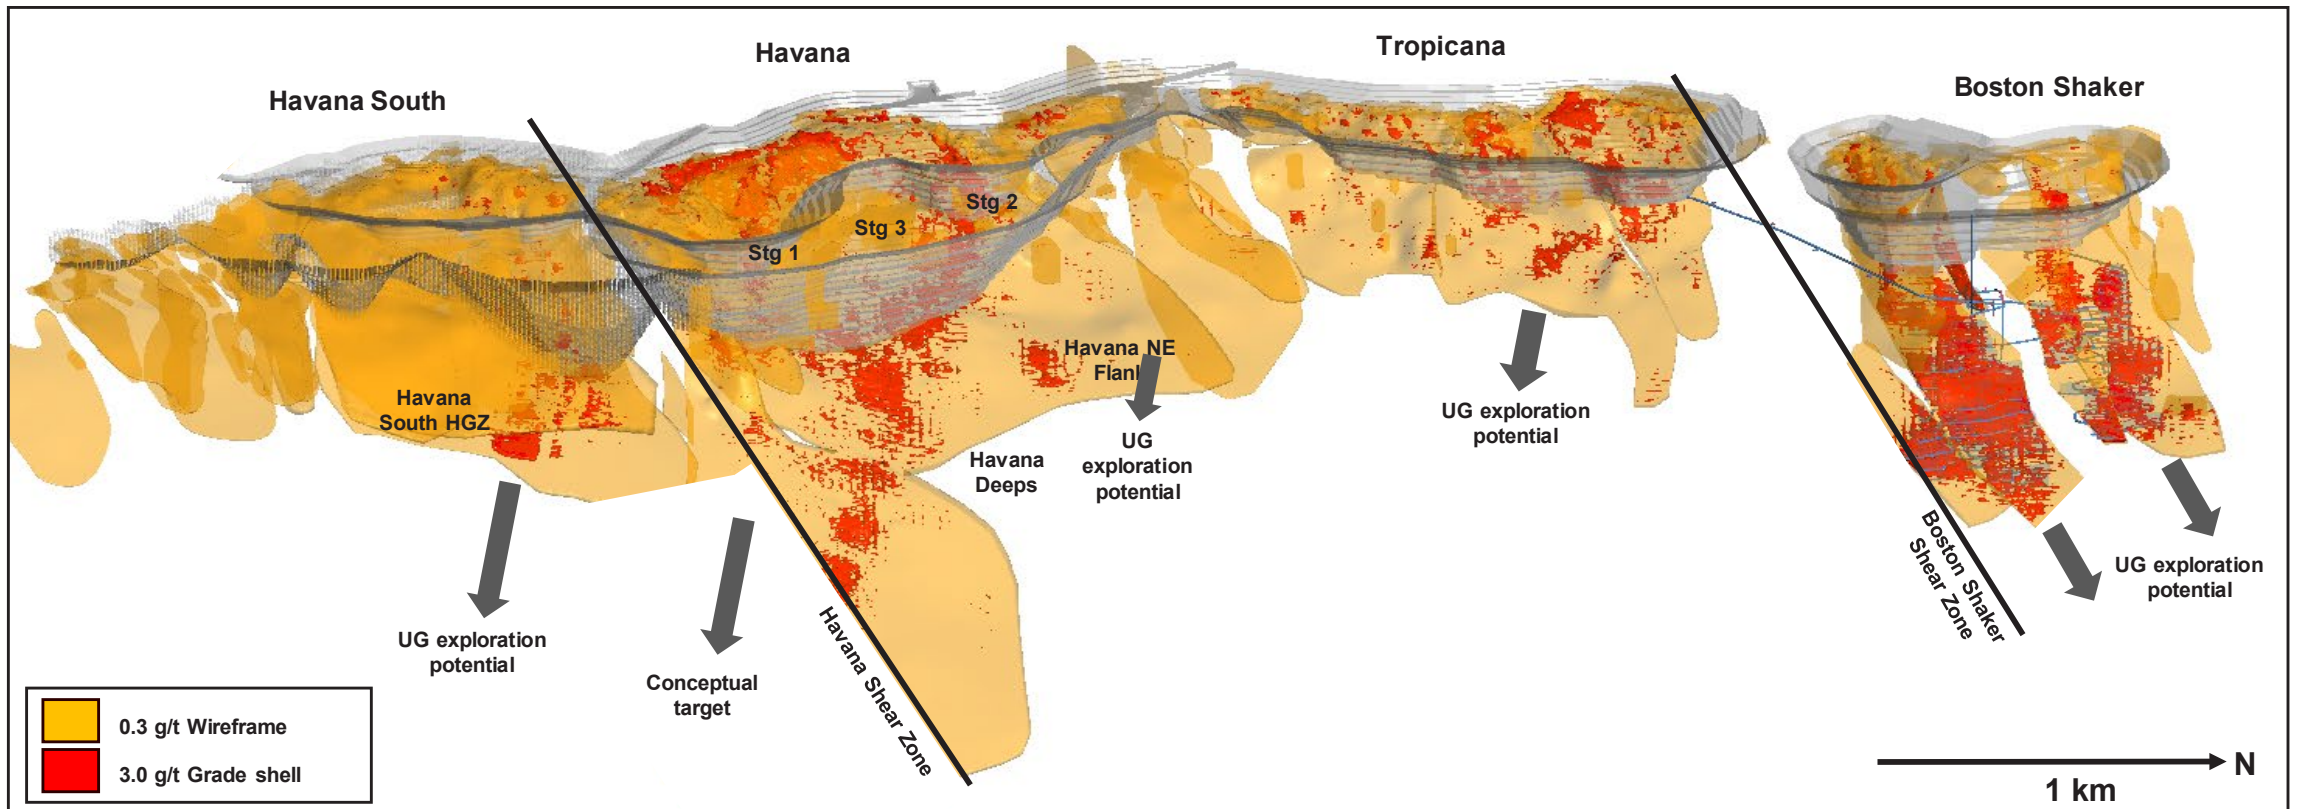 Havana South
Havana
Tropicana
Boston Shaker
Stg 1
Stg 3
Stg 2
Havana
South HGZ
Havana NE
Flank
Havana
Deeps
UG
exploration
potential
UG exploration
potential
UG exploration
potential
Conceptual
target
Havana Shear Zone
Boston Shaker
Shear Zone
UG exploration
potential
0.3 g/t Wireframe
3.0 g/t Grade shell
N
1 km